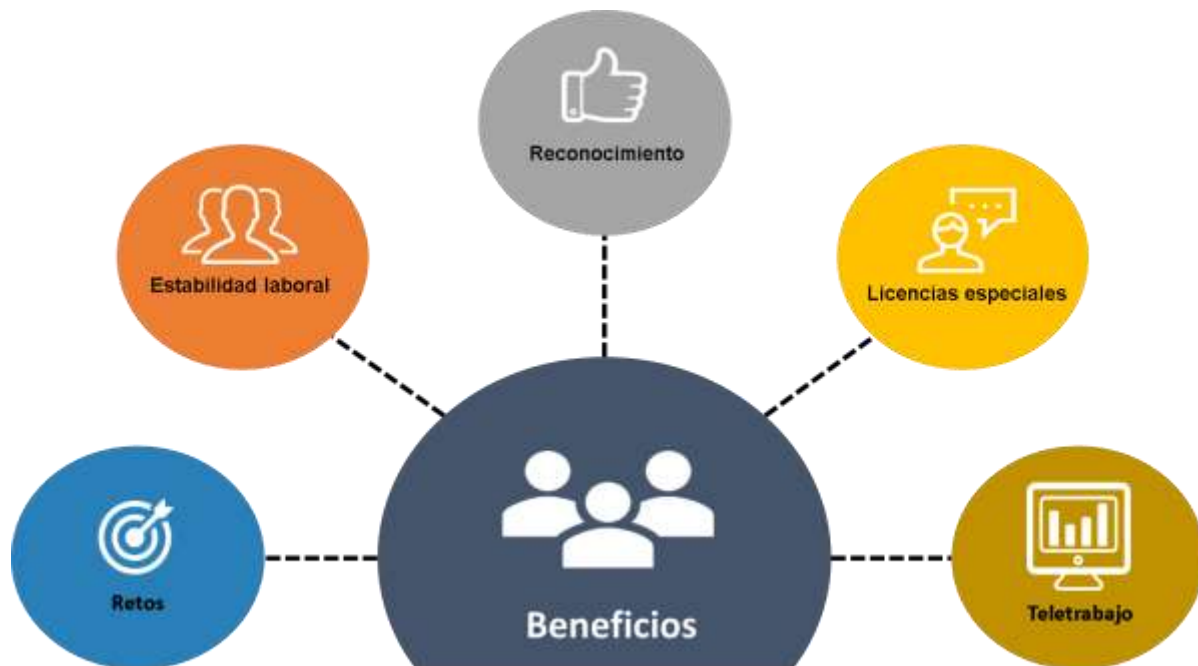 Reconocimiento
Estabilidad laboral
Licencias especiales
Retos
Teletrabajo
Beneficios